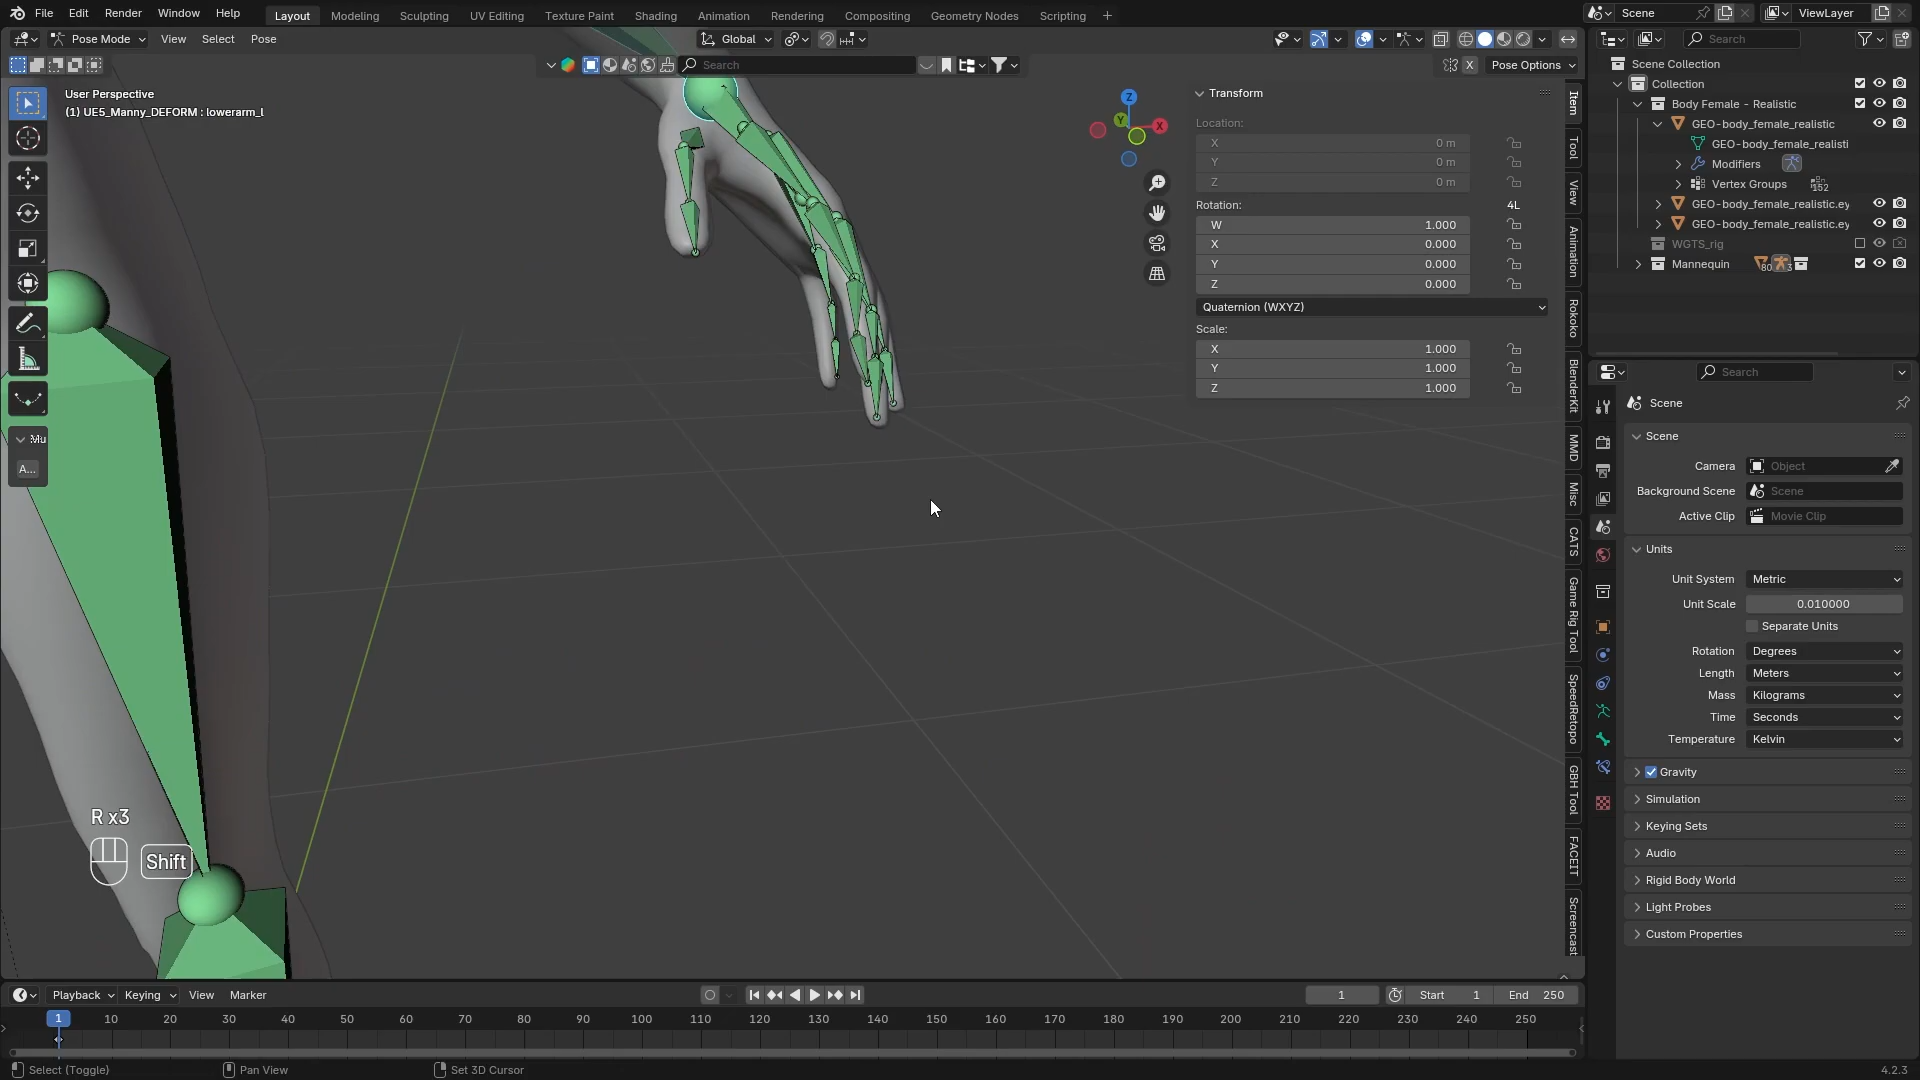 File Edit Render Window Help
Layout Modeling Sculpting UV Editing Texture Paint Shading Animation Rendering Compositing Geometry Nodes Scripting +
Scene
ViewLayer
Pose Mode View Select Pose
Global
Search
Pose Options
X
Search
User Perspective
(1) UE5_Manny_DEFORM : lowerarm_l
Z
Y
X
Mu
A...
R x3
Shift
Transform
Location:
X 0 m
Y 0 m
Z 0 m
Rotation: 4L
W 1.000
X 0.000
Y 0.000
Z 0.000
Quaternion (WXYZ)
Scale:
X 1.000
Y 1.000
Z 1.000
Item
Tool
View
Animation
Rokoko
BlenderKit
MMD
Misc
CATS
Game Rig Tool
SpeedRetopo
GBH Tool
FACEIT
Screencast
Scene Collection
Collection
Body Female - Realistic
GEO-body_female_realistic
GEO-body_female_realisti
Modifiers
Vertex Groups 152
GEO-body_female_realistic.ey
GEO-body_female_realistic.ey
WGTS_rig
Mannequin 80 3
Search
Scene
Scene
Camera Object
Background Scene Scene
Active Clip Movie Clip
Units
Unit System Metric
Unit Scale 0.010000
Separate Units
Rotation Degrees
Length Meters
Mass Kilograms
Time Seconds
Temperature Kelvin
Gravity
Simulation
Keying Sets
Audio
Rigid Body World
Light Probes
Custom Properties
Playback Keying View Marker
1 Start 1 End 250
1 10 20 30 40 50 60 70 80 90 100 110 120 130 140 150 160 170 180 190 200 210 220 230 240 250
Select (Toggle) Pan View Set 3D Cursor 4.2.3